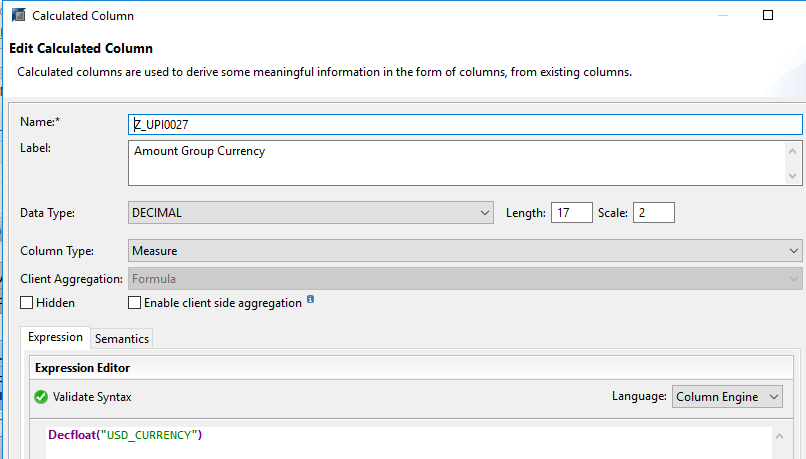 Calculated Column
Edit Calculated Column
Calculated columns are used to derive some meaningful information in the form of columns, from existing columns.
Name:* Z_UPI0027
Label: Amount Group Currency
Data Type: DECIMAL Length: 17 Scale: 2
Column Type: Measure
Client Aggregation: Formula
Hidden Enable client side aggregation
Expression Semantics
Expression Editor
Validate Syntax Language: Column Engine
Decfloat("USD_CURRENCY")